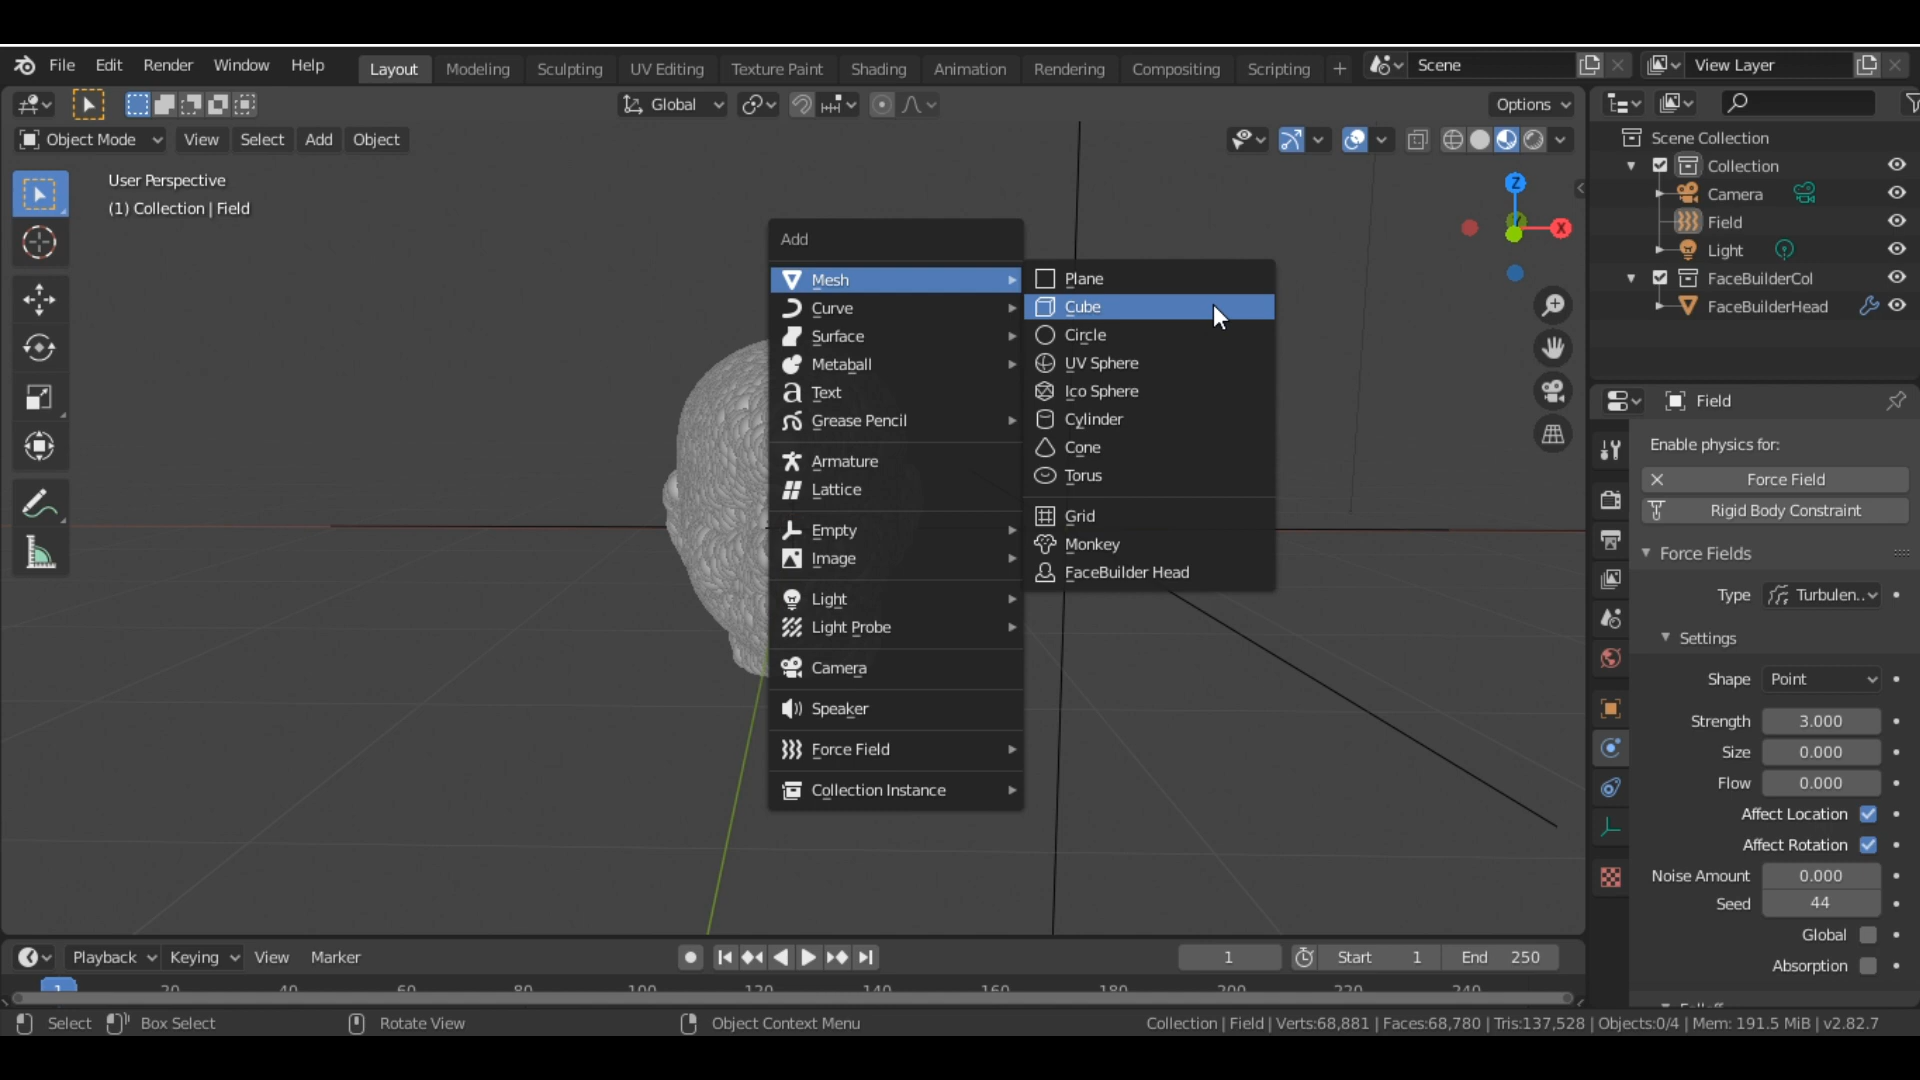 File Edit Render Window Help Layout Modeling Sculpting UV Editing Texture Paint Shading Animation Rendering Compositing Scripting + Scene View Layer
Global Options
Object Mode View Select Add Object
User Perspective
(1) Collection | Field
Z
X
Add
Mesh
Curve
Surface
Metaball
Text
Grease Pencil
Armature
Lattice
Empty
Image
Light
Light Probe
Camera
Speaker
Force Field
Collection Instance
Plane
Cube
Circle
UV Sphere
Ico Sphere
Cylinder
Cone
Torus
Grid
Monkey
FaceBuilder Head
Scene Collection
Collection
Camera
Field
Light
FaceBuilderCol
FaceBuilderHead
Field
Enable physics for:
Force Field
Rigid Body Constraint
Force Fields
Type Turbulen..
Settings
Shape Point
Strength 3.000
Size 0.000
Flow 0.000
Affect Location
Affect Rotation
Noise Amount 0.000
Seed 44
Global
Absorption
Playback Keying View Marker 1 Start 1 End 250
1 20 40 60 80 100 120 140 160 180 200 220 240
Select Box Select Rotate View Object Context Menu Collection | Field | Verts:68,881 | Faces:68,780 | Tris:137,528 | Objects:0/4 | Mem: 191.5 MiB | v2.82.7